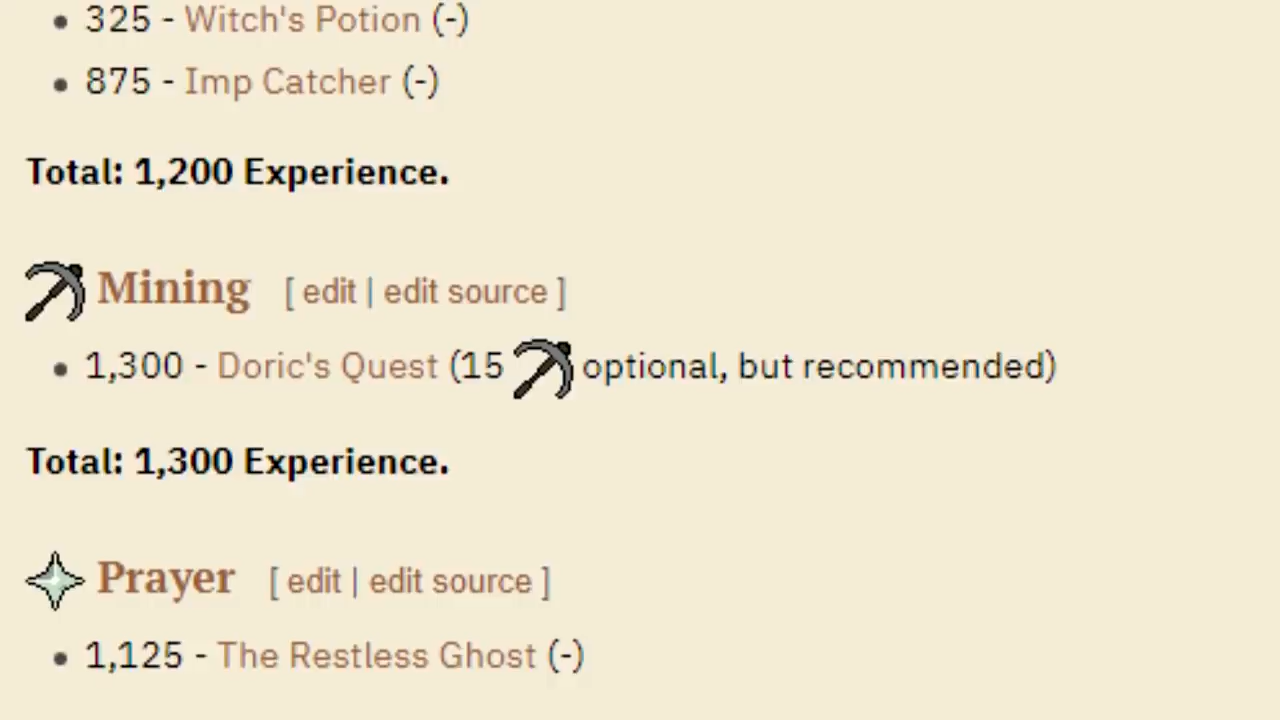 325 - Witch's Potion (-)
875 - Imp Catcher (-)
Total: 1,200 Experience.
Mining [ edit | edit source ]
1,300 - Doric's Quest (15 optional, but recommended)
Total: 1,300 Experience.
Prayer [ edit | edit source ]
1,125 - The Restless Ghost (-)